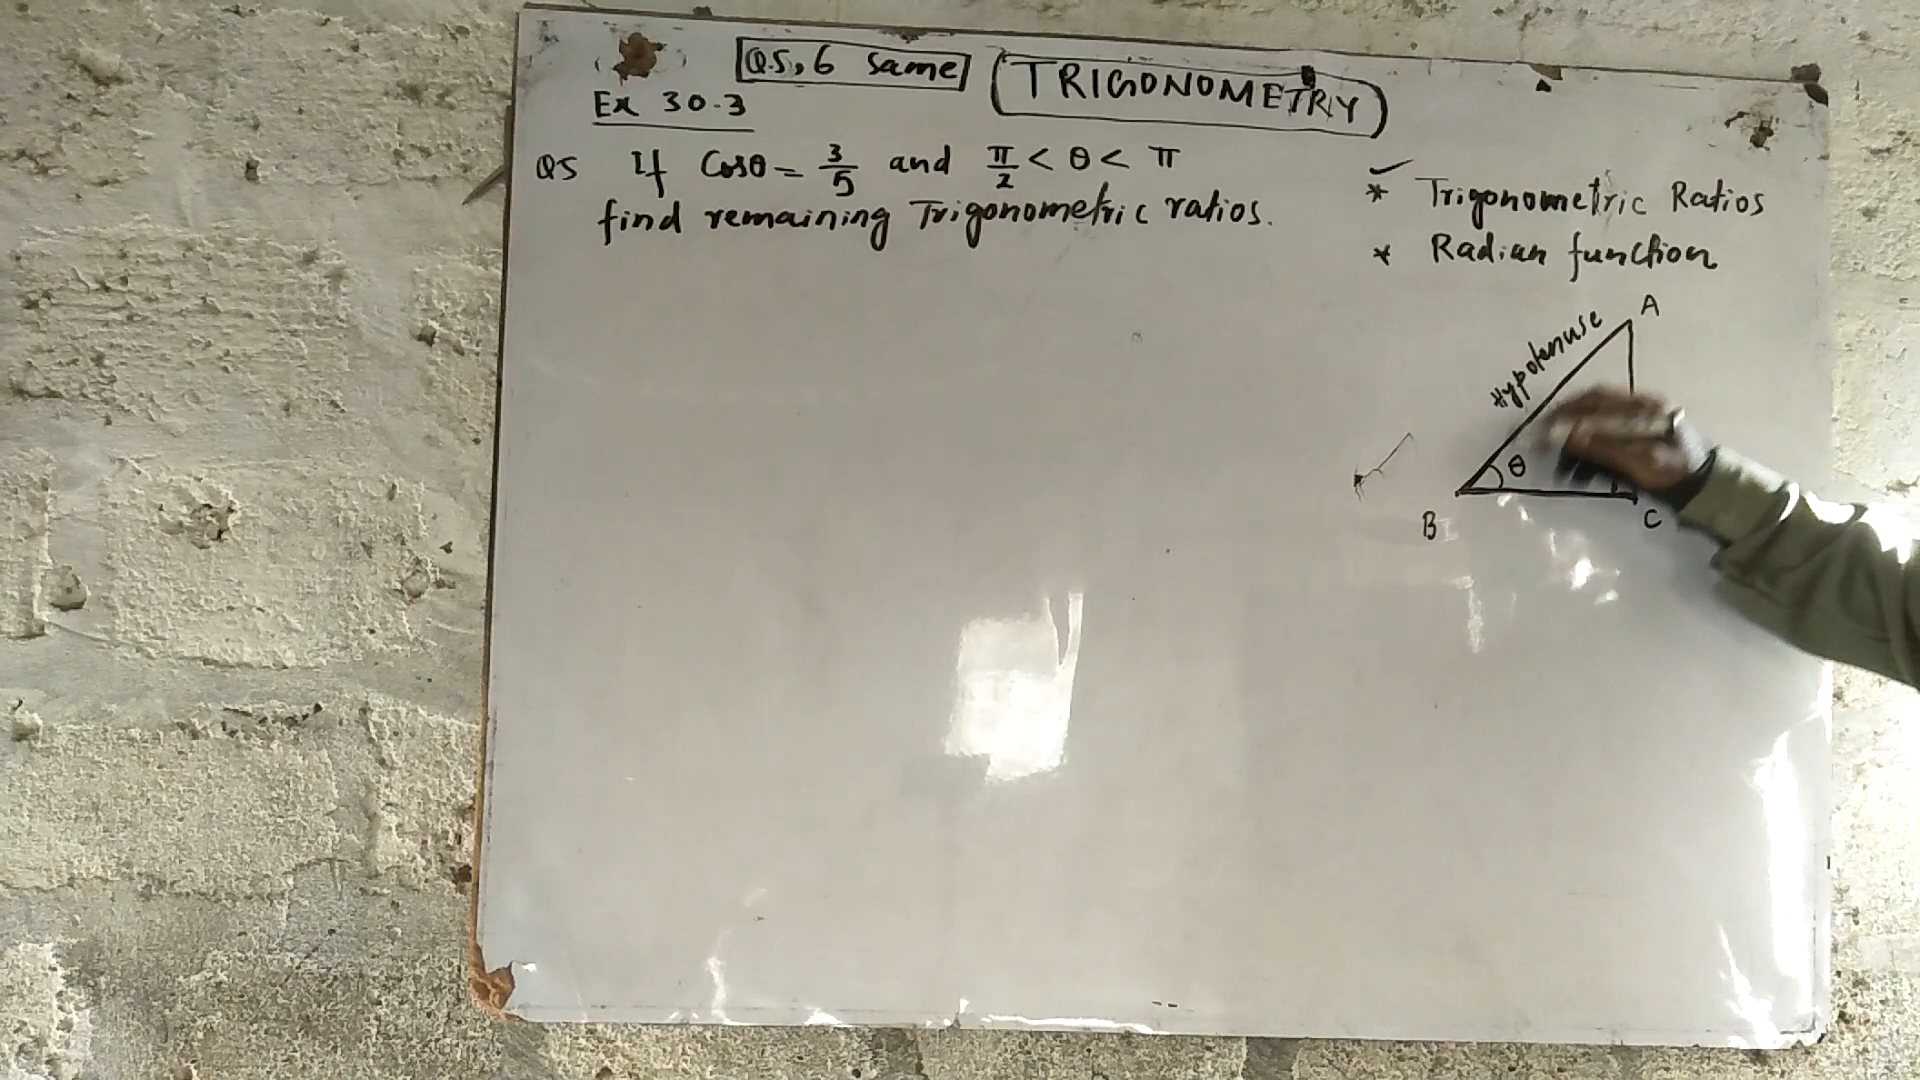 Q.5,6 Same
TRIGONOMETRY
Ex 30.3
Q5 If Cosθ = 3/5 and π/2 < θ < π
find remaining Trigonometric ratios.
* Trigonometric Ratios
* Radian function
A
Hypotenuse
θ
B
C